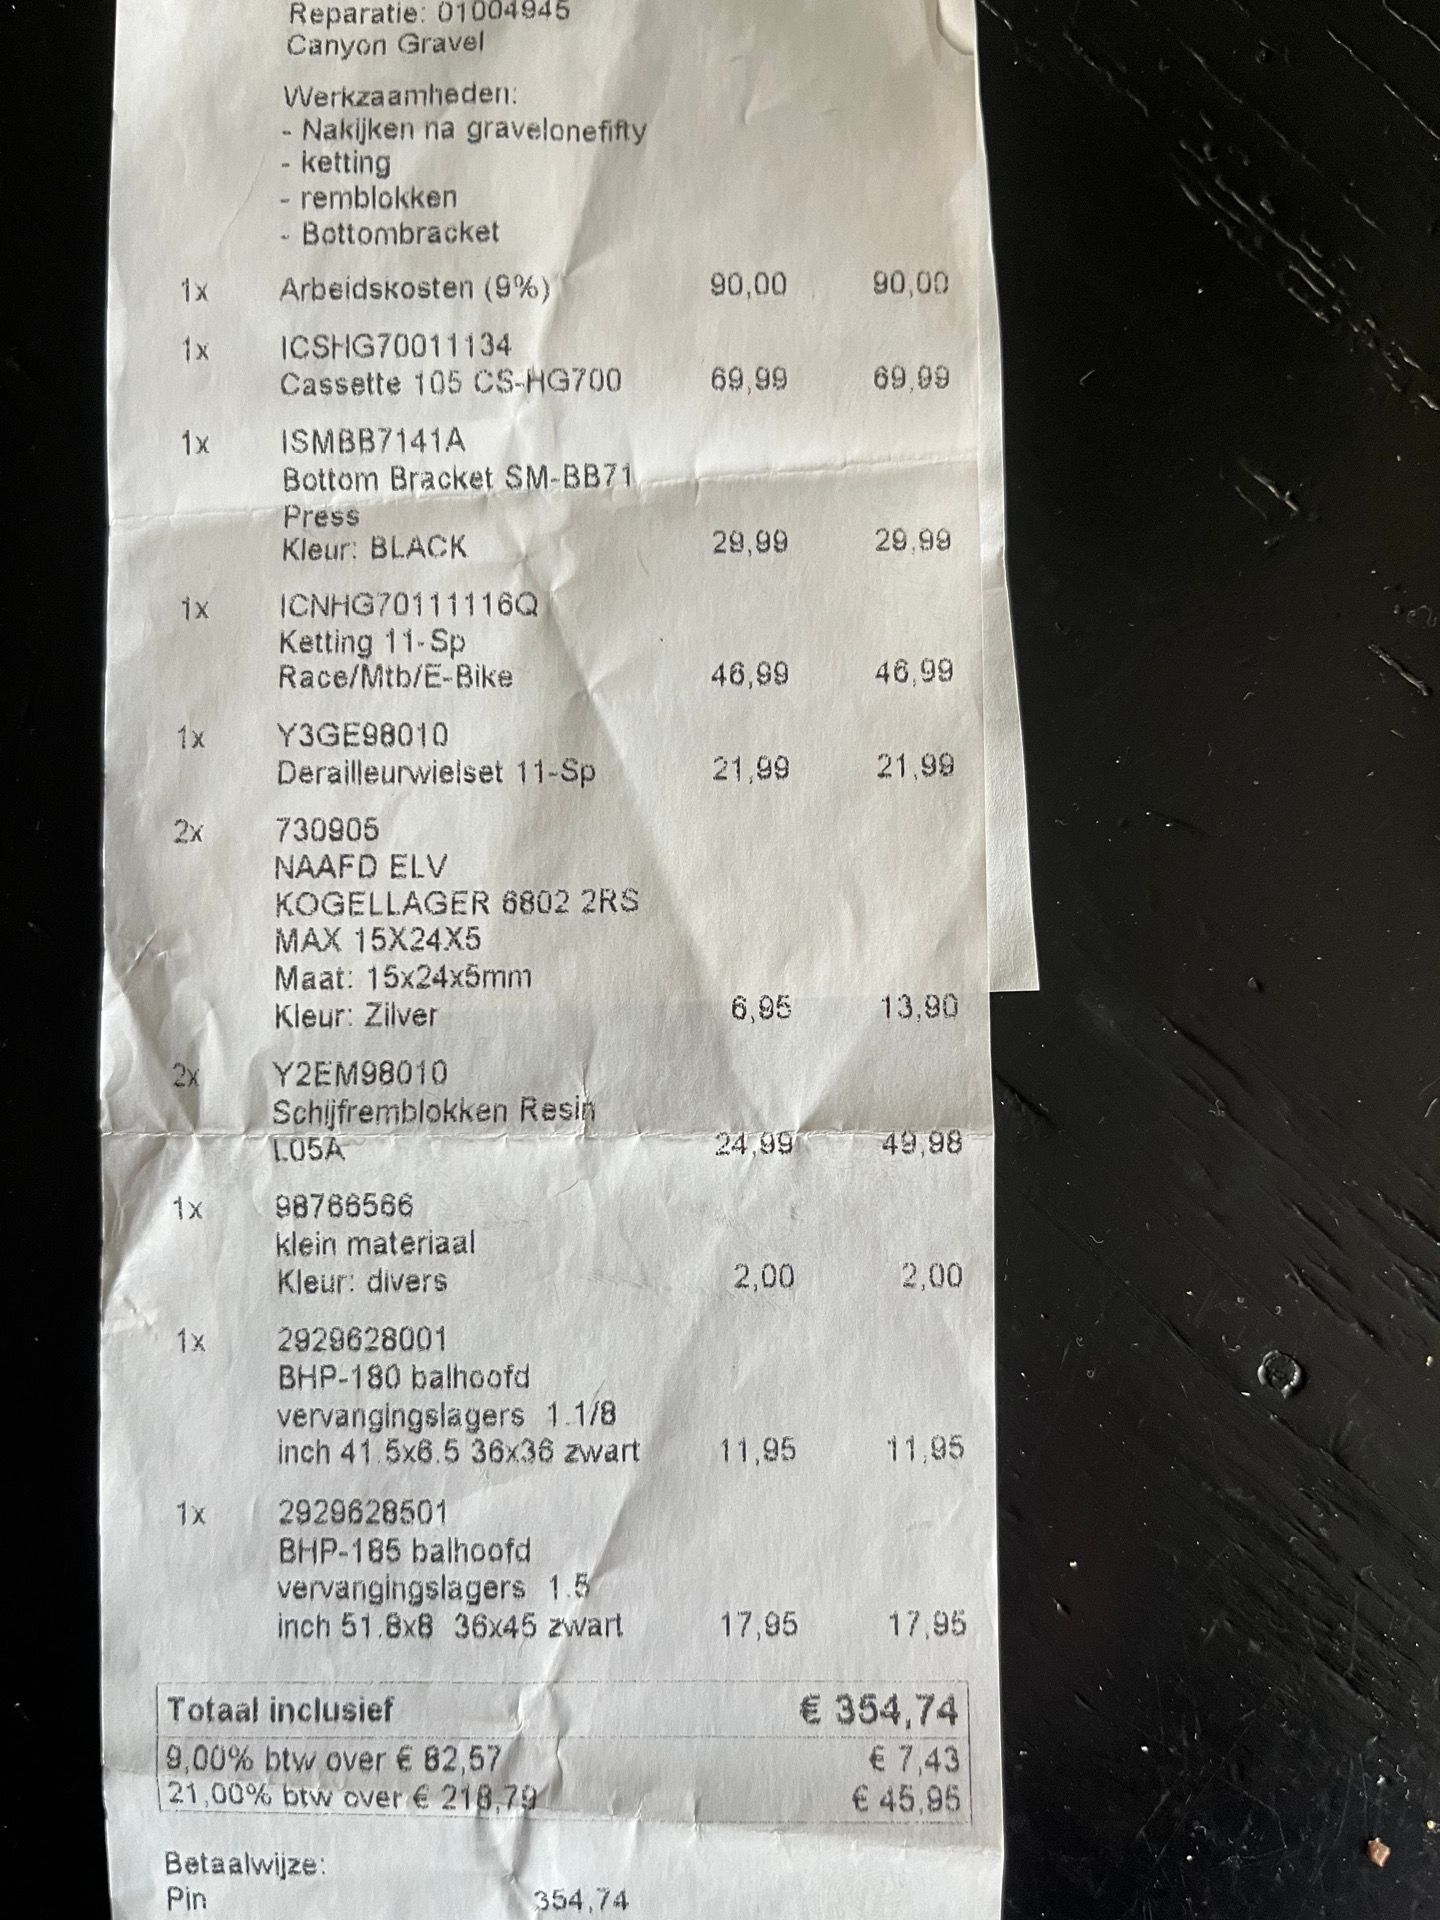 Reparatie: 01004945
Canyon Gravel
Werkzaamheden:
- Nakijken na gravelonefifty
- ketting
- remblokken
- Bottombracket
1x Arbeidskosten (9%) 90,00 90,00
1x ICSHG70011134
Cassette 105 CS-HG700 69,99 69,99
1x ISMBB7141A
Bottom Bracket SM-BB71
Press
Kleur: BLACK 29,99 29,99
1x ICNHG70111116Q
Ketting 11-Sp
Race/Mtb/E-Bike 46,99 46,99
1x Y3GE98010
Derailleurwielset 11-Sp 21,99 21,99
2x 730905
NAAFD ELV
KOGELLAGER 6802 2RS
MAX 15X24X5
Maat: 15x24x5mm
Kleur: Zilver 6,95 13,90
2x Y2EM98010
Schijfremblokken Resin
L05A 24,99 49,98
1x 98766566
klein materiaal
Kleur: divers 2,00 2,00
1x 2929628001
BHP-180 balhoofd
vervangingslagers 1.1/8
inch 41.5x6.5 36x36 zwart 11,95 11,95
1x 2929628501
BHP-185 balhoofd
vervangingslagers 1.5
inch 51.8x8 36x45 zwart 17,95 17,95
Totaal inclusief € 354,74
9,00% btw over € 82,57 € 7,43
21,00% btw over € 218,79 € 45,95
Betaalwijze:
Pin 354,74